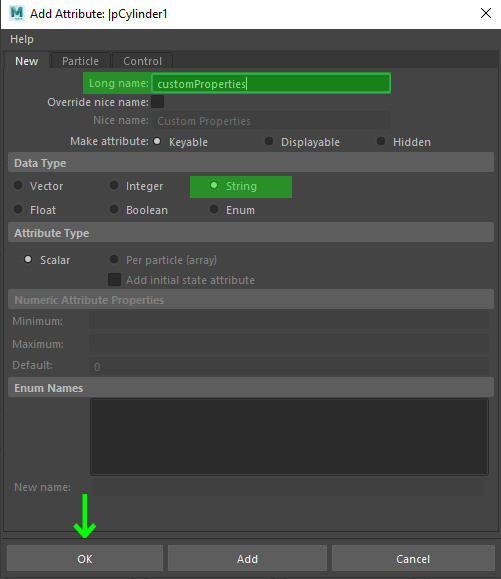 Add Attribute: |pCylinder1
Help
New Particle Control
Long name: customProperties
Override nice name:
Nice name: Custom Properties
Make attribute: Keyable Displayable Hidden
Data Type
Vector Integer String
Float Boolean Enum
Attribute Type
Scalar Per particle (array)
Add initial state attribute
Numeric Attribute Properties
Minimum:
Maximum:
Default: 0
Enum Names
New name:
OK Add Cancel